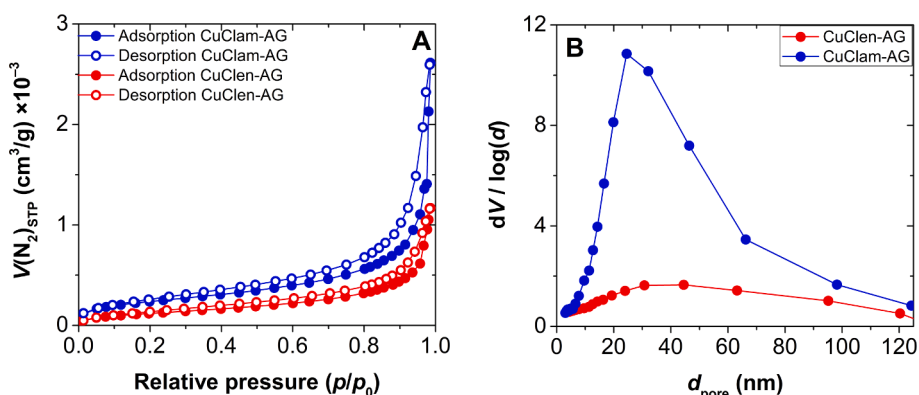 A
Adsorption CuClam-AG
Desorption CuClam-AG
Adsorption CuClen-AG
Desorption CuClen-AG
V(N₂)STP (cm³/g) ×10⁻³
3
2
1
0
0.0 0.2 0.4 0.6 0.8 1.0
Relative pressure (p/p₀)
B
CuClen-AG
CuClam-AG
dV / log(d)
12
8
4
0
0 20 40 60 80 100 120
d_pore (nm)